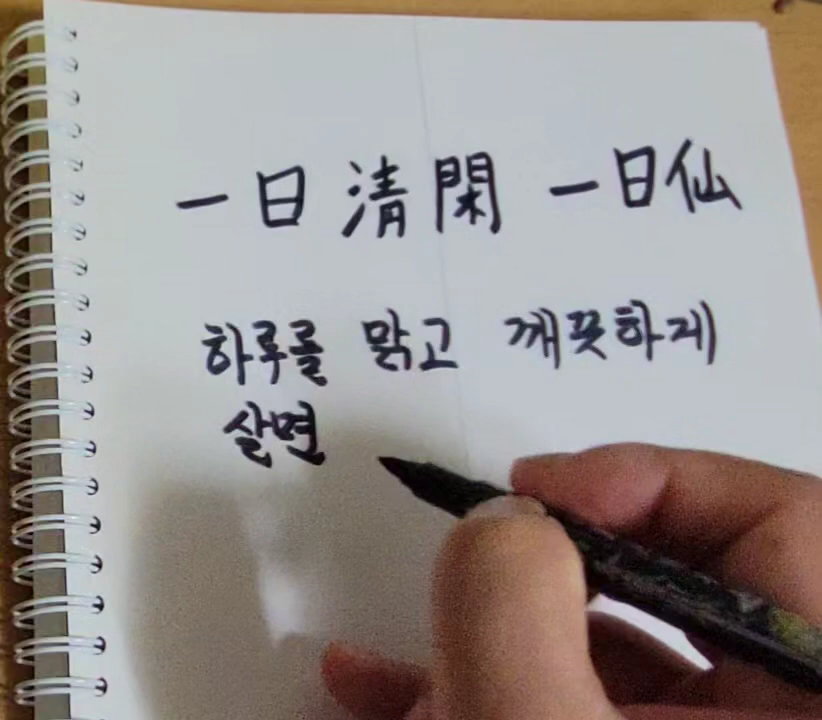 一日清閑 一日仙
하루를 맑고 깨끗하게
살면